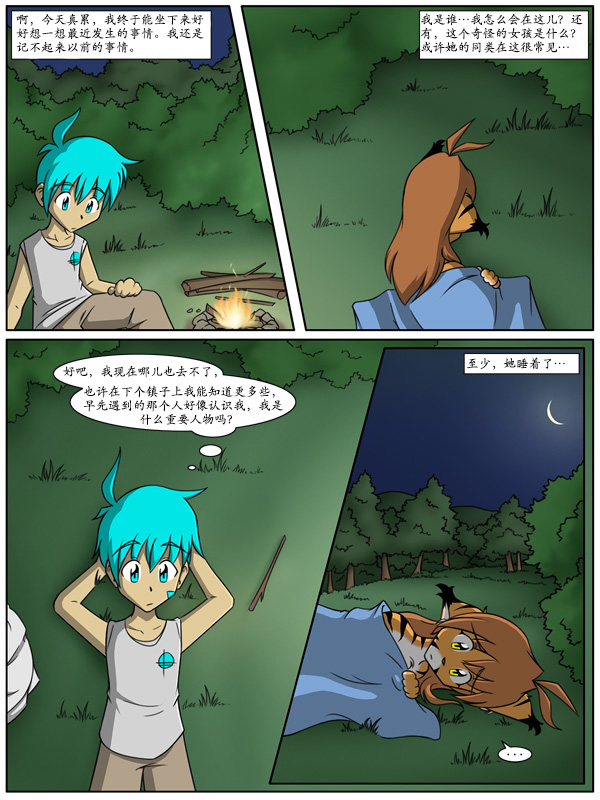 啊，今天真累，我终于能坐下来好
好想一想最近发生的事情。我还是
记不起来以前的事情。
我是谁…我怎么会在这儿？还
有，这个奇怪的女孩是什么？
或许她的同类在这很常见…
好吧，我现在哪儿也去不了，
也许在下个镇子上我能知道更多些，
早先遇到的那个人好像认识我，我是
什么重要人物吗？
至少，她睡着了…
...